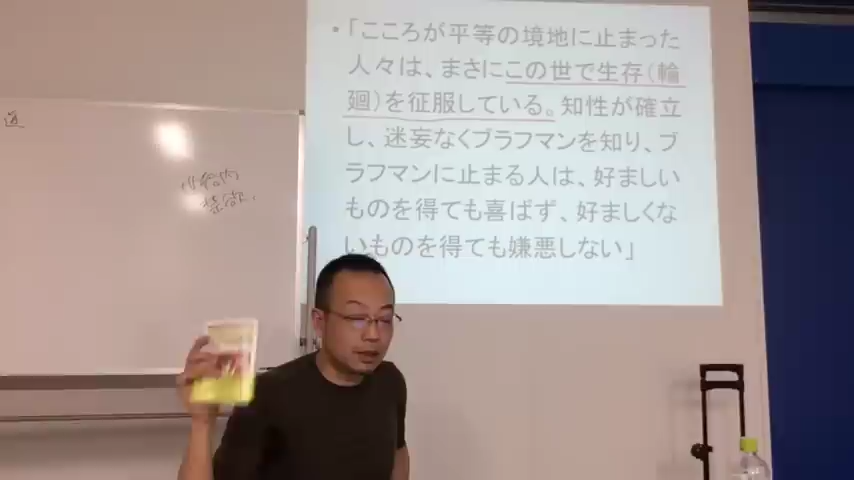 ・「こころが平等の境地に止まった
人々は、まさにこの世で生存（輪
廻）を征服している。知性が確立
し、迷妄なくブラフマンを知り、ブ
ラフマンに止まる人は、好ましい
ものを得ても喜ばず、好ましくな
いものを得ても嫌悪しない」
道
禁欲